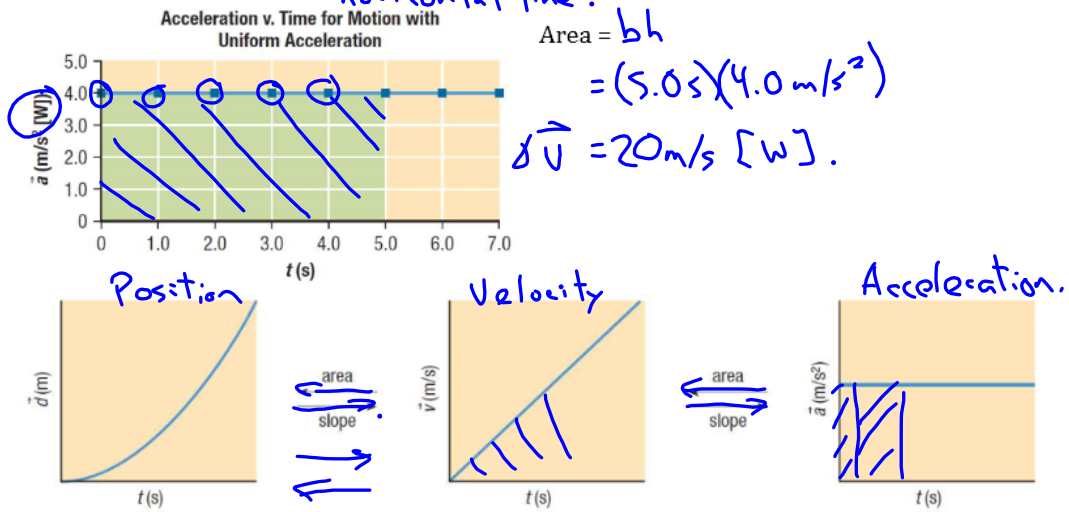 horizontal line.
Acceleration v. Time for Motion with
Uniform Acceleration
Area = bh
= (5.0s)(4.0 m/s²)
Δv⃗ = 20m/s [W].
a⃗ (m/s² [W])
5.0
4.0
3.0
2.0
1.0
0
0 1.0 2.0 3.0 4.0 5.0 6.0 7.0
t (s)
Position
Velocity
Acceleration.
d⃗ (m)
t (s)
area
slope
v⃗ (m/s)
t (s)
area
slope
a⃗ (m/s²)
t (s)